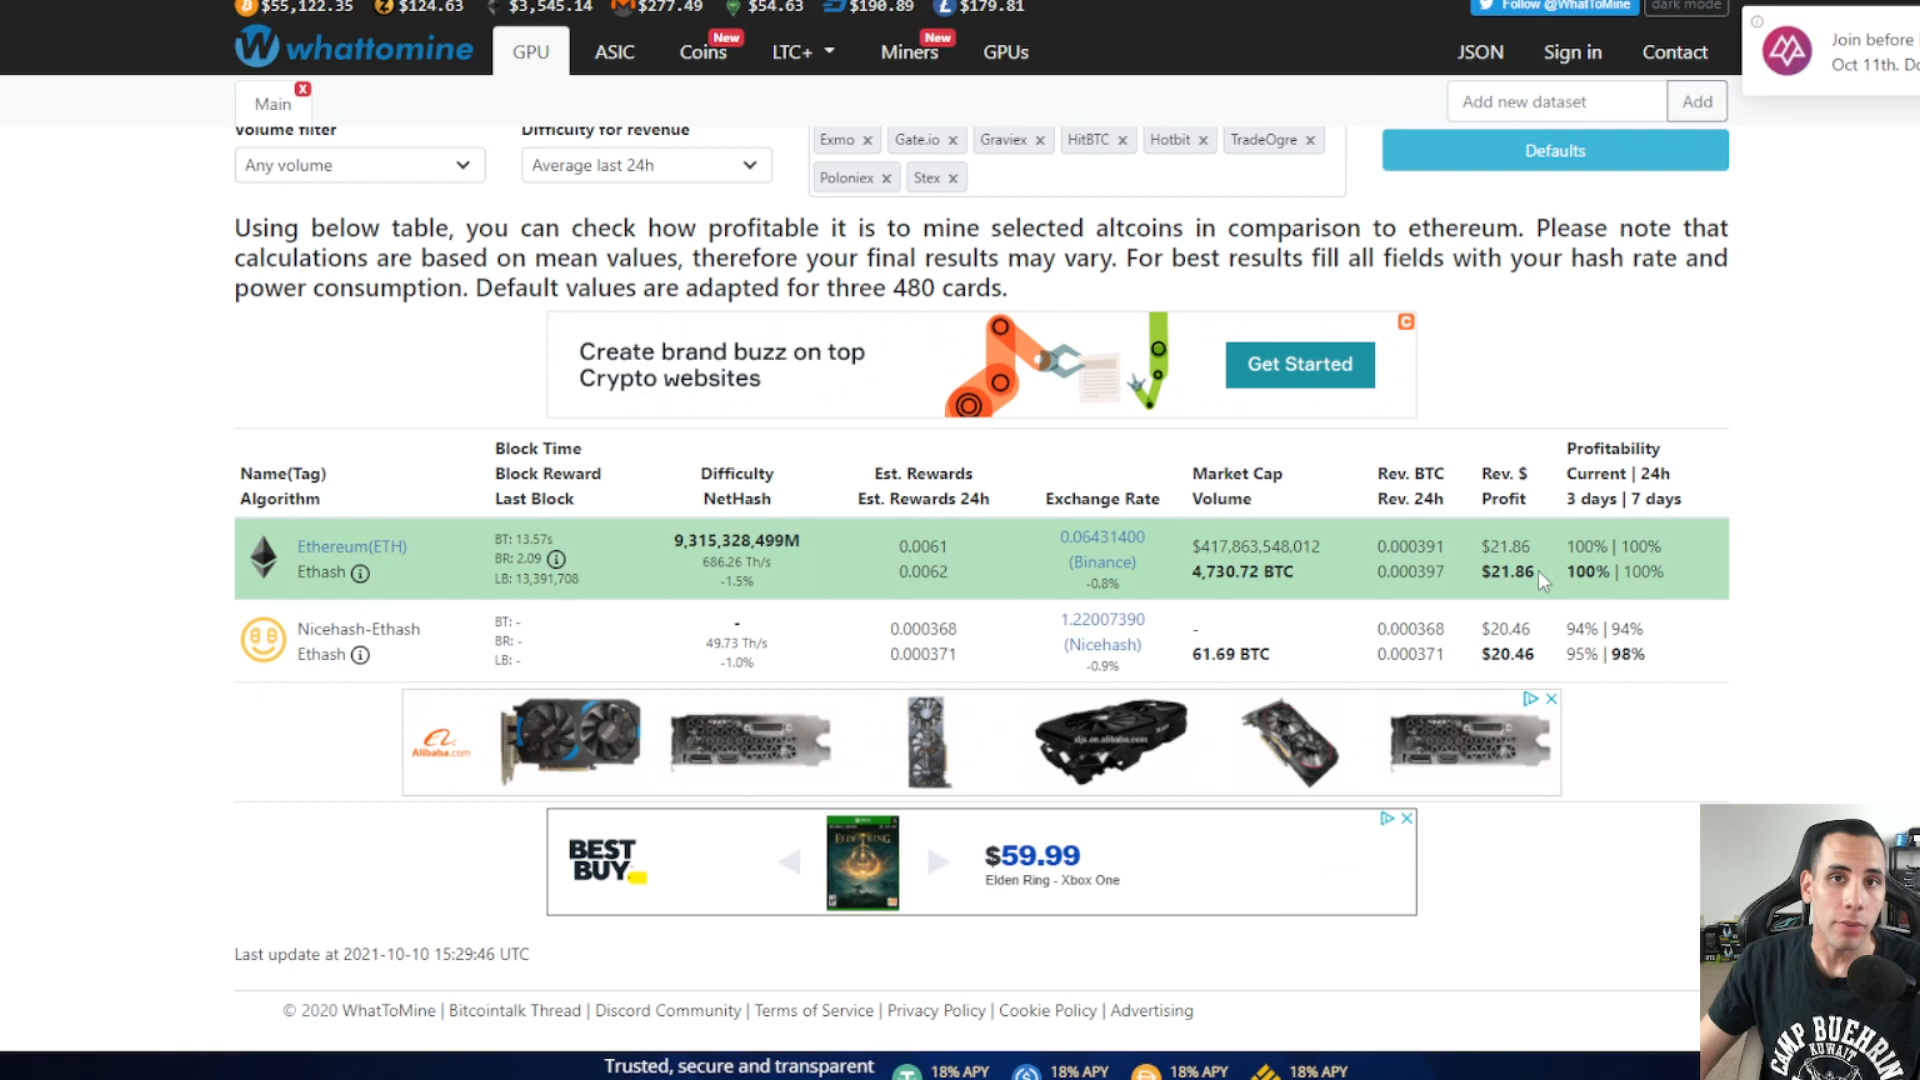 $55,122.35 $124.63 $3,545.14 $277.49 $54.63 $190.89 $179.81
Follow @WhatToMine dark mode
whattomine GPU ASIC Coins New LTC+ Miners New GPUs JSON Sign in Contact
Join before
Oct 11th.
Main x Add new dataset Add
Volume filter Difficulty for revenue
Any volume Average last 24h
Exmo × Gate.io × Graviex × HitBTC × Hotbit × TradeOgre ×
Poloniex × Stex ×
Defaults
Using below table, you can check how profitable it is to mine selected altcoins in comparison to ethereum. Please note that
calculations are based on mean values, therefore your final results may vary. For best results fill all fields with your hash rate and
power consumption. Default values are adapted for three 480 cards.
Create brand buzz on top
Crypto websites
Get Started
Name(Tag)
Algorithm
Block Time
Block Reward
Last Block
Difficulty
NetHash
Est. Rewards
Est. Rewards 24h
Exchange Rate
Market Cap
Volume
Rev. BTC
Rev. 24h
Rev. $
Profit
Profitability
Current | 24h
3 days | 7 days
Ethereum(ETH)
Ethash
BT: 13.57s
BR: 2.09
LB: 13,391,708
9,315,328,499M
686.26 Th/s
-1.5%
0.0061
0.0062
0.06431400
(Binance)
-0.8%
$417,863,548,012
4,730.72 BTC
0.000391
0.000397
$21.86
$21.86
100% | 100%
100% | 100%
Nicehash-Ethash
Ethash
BT: -
BR: -
LB: -
-
49.73 Th/s
-1.0%
0.000368
0.000371
1.22007390
(Nicehash)
-0.9%
-
61.69 BTC
0.000368
0.000371
$20.46
$20.46
94% | 94%
95% | 98%
Alibaba.com
xljs.en.alibaba.com
BEST
BUY
ELDEN RING
$59.99
Elden Ring - Xbox One
Last update at 2021-10-10 15:29:46 UTC
© 2020 WhatToMine | Bitcointalk Thread | Discord Community | Terms of Service | Privacy Policy | Cookie Policy | Advertising
Trusted, secure and transparent 18% APY 18% APY 18% APY 18% APY
CAMP BUEHRING
KUWAIT